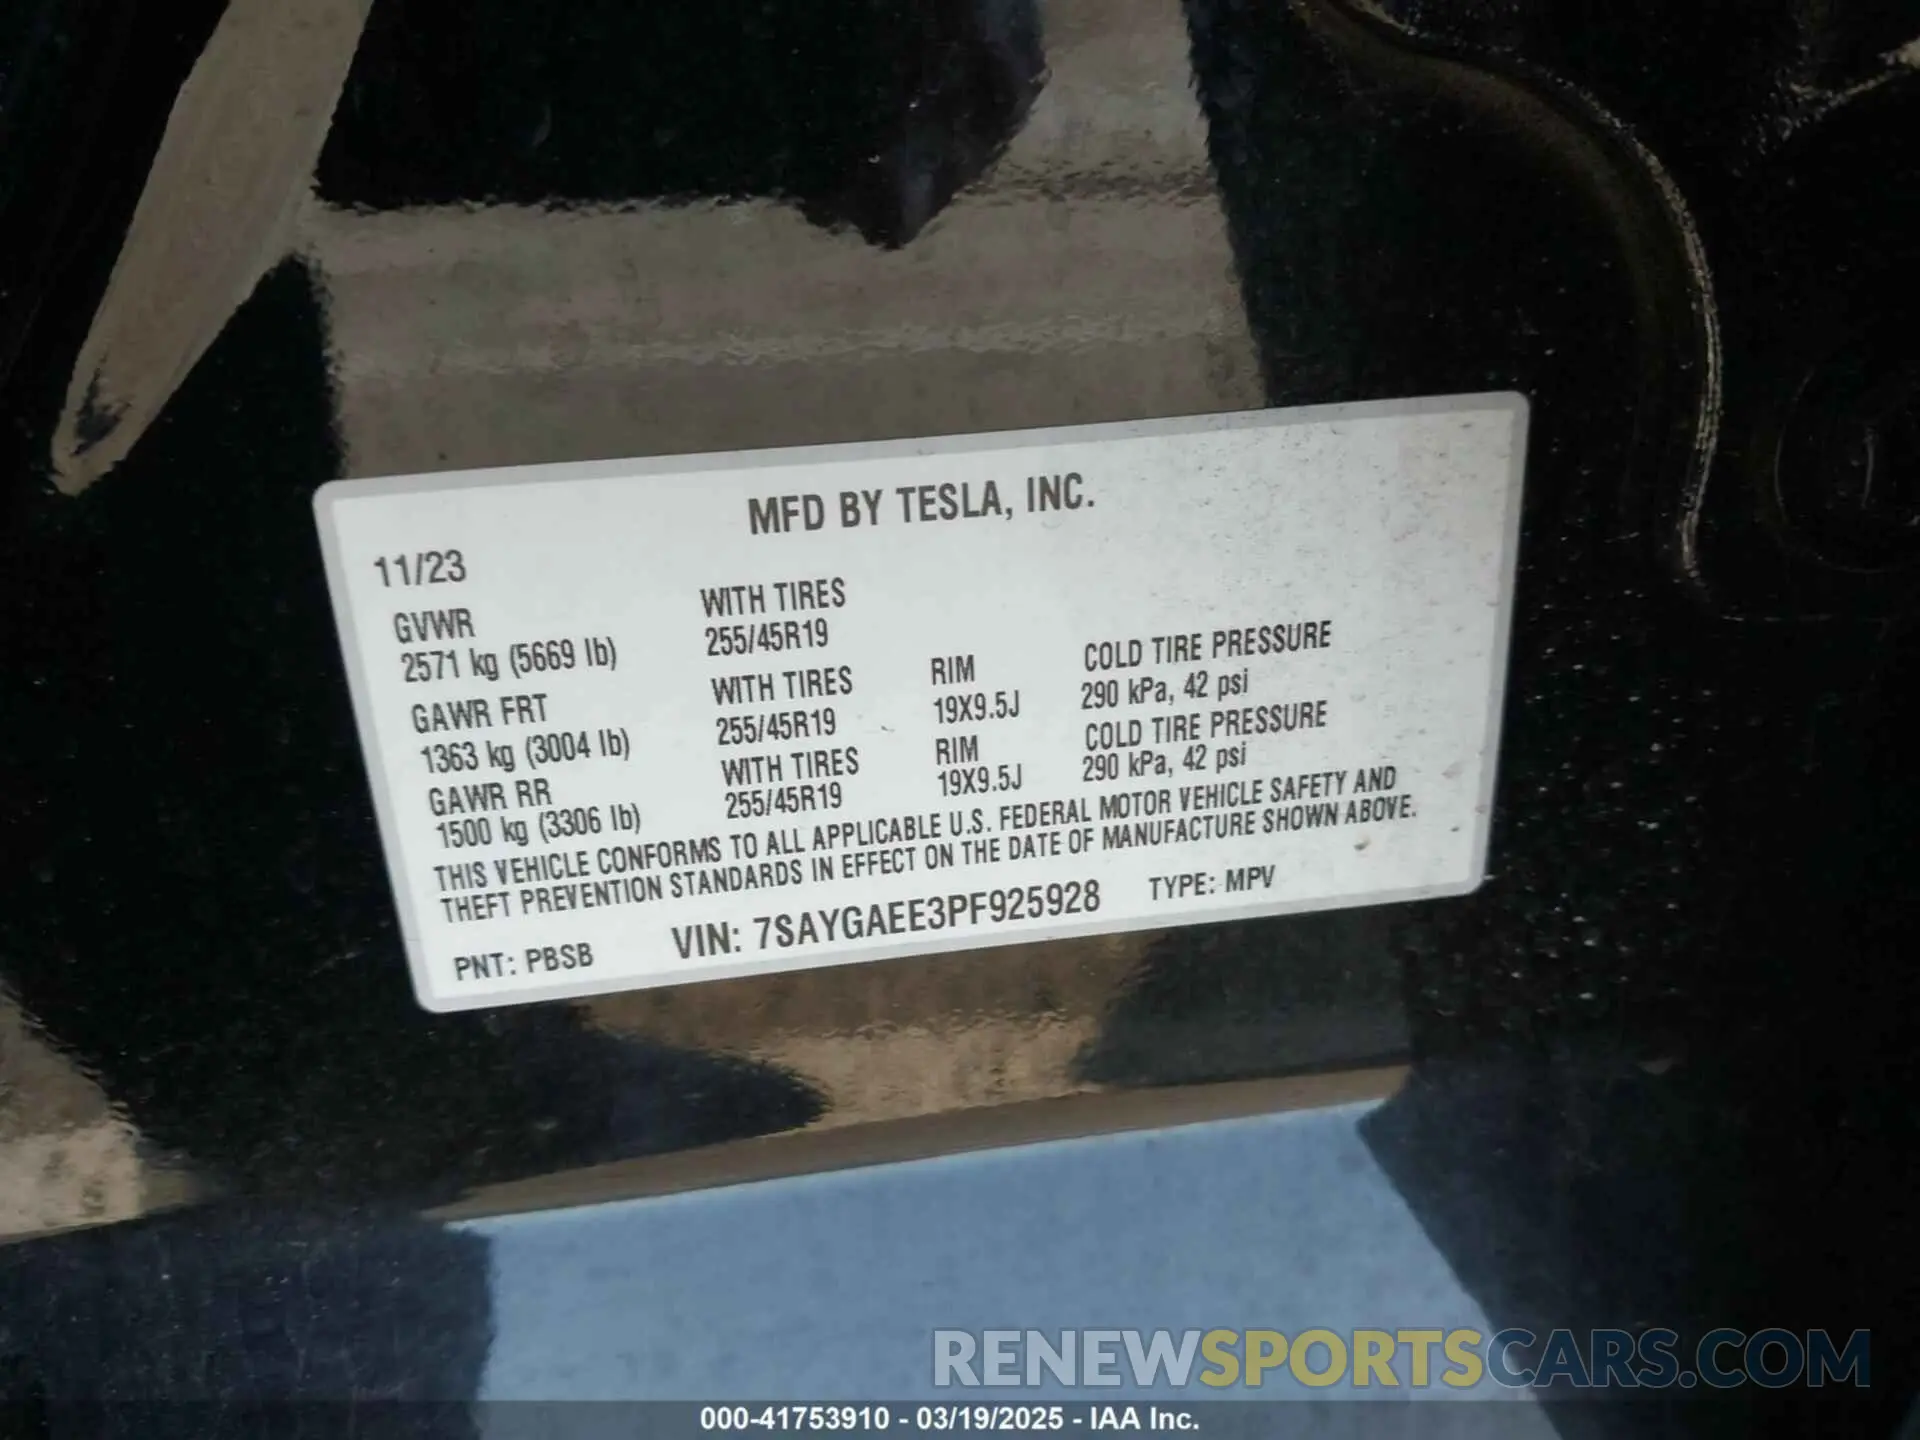 MFD BY TESLA, INC.
11/23
GVWR WITH TIRES
2571 kg (5669 lb) 255/45R19
GAWR FRT WITH TIRES RIM COLD TIRE PRESSURE
1363 kg (3004 lb) 255/45R19 19X9.5J 290 kPa, 42 psi
GAWR RR WITH TIRES RIM COLD TIRE PRESSURE
1500 kg (3306 lb) 255/45R19 19X9.5J 290 kPa, 42 psi
THIS VEHICLE CONFORMS TO ALL APPLICABLE U.S. FEDERAL MOTOR VEHICLE SAFETY AND
THEFT PREVENTION STANDARDS IN EFFECT ON THE DATE OF MANUFACTURE SHOWN ABOVE.
PNT: PBSB VIN: 7SAYGAEE3PF925928 TYPE: MPV
RENEWSPORTSCARS.COM
000-41753910 - 03/19/2025 - IAA Inc.